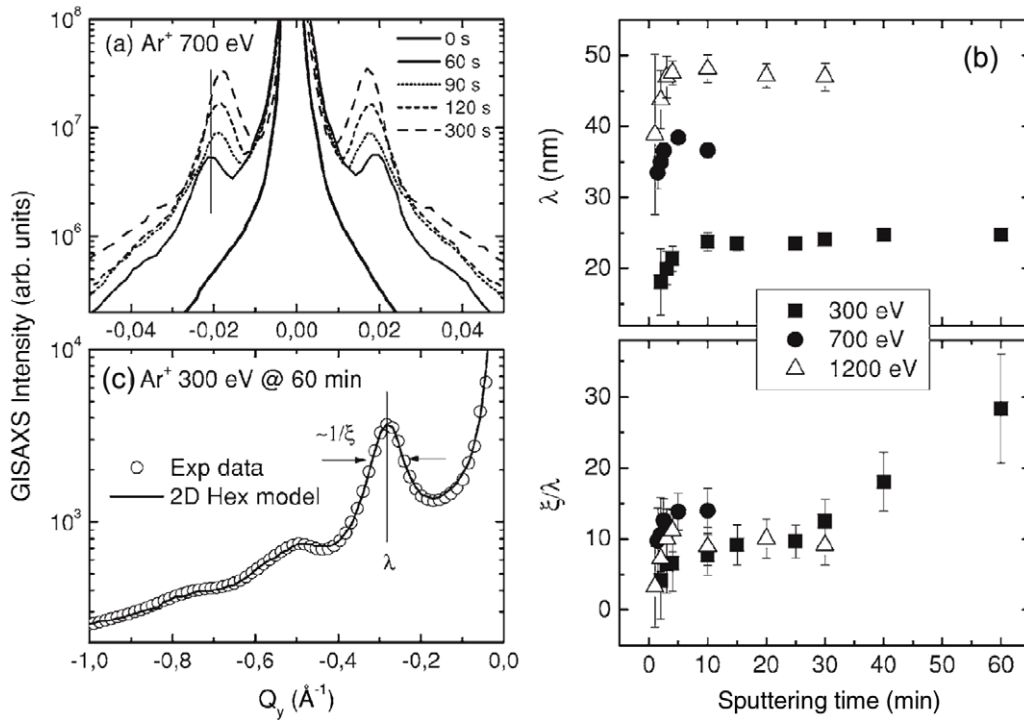 (a) Ar+ 700 eV
0 s
60 s
90 s
120 s
300 s
10^8
10^7
10^6
-0,04
-0,02
0,00
0,02
0,04
GISAXS Intensity (arb. units)
(c) Ar+ 300 eV @ 60 min
~1/ξ
Exp data
2D Hex model
λ
10^4
10^3
-1,0
-0,8
-0,6
-0,4
-0,2
0,0
Q_y (Å^-1)
(b)
50
40
30
20
λ (nm)
300 eV
700 eV
1200 eV
30
20
10
0
ξ/λ
0
10
20
30
40
50
60
Sputtering time (min)